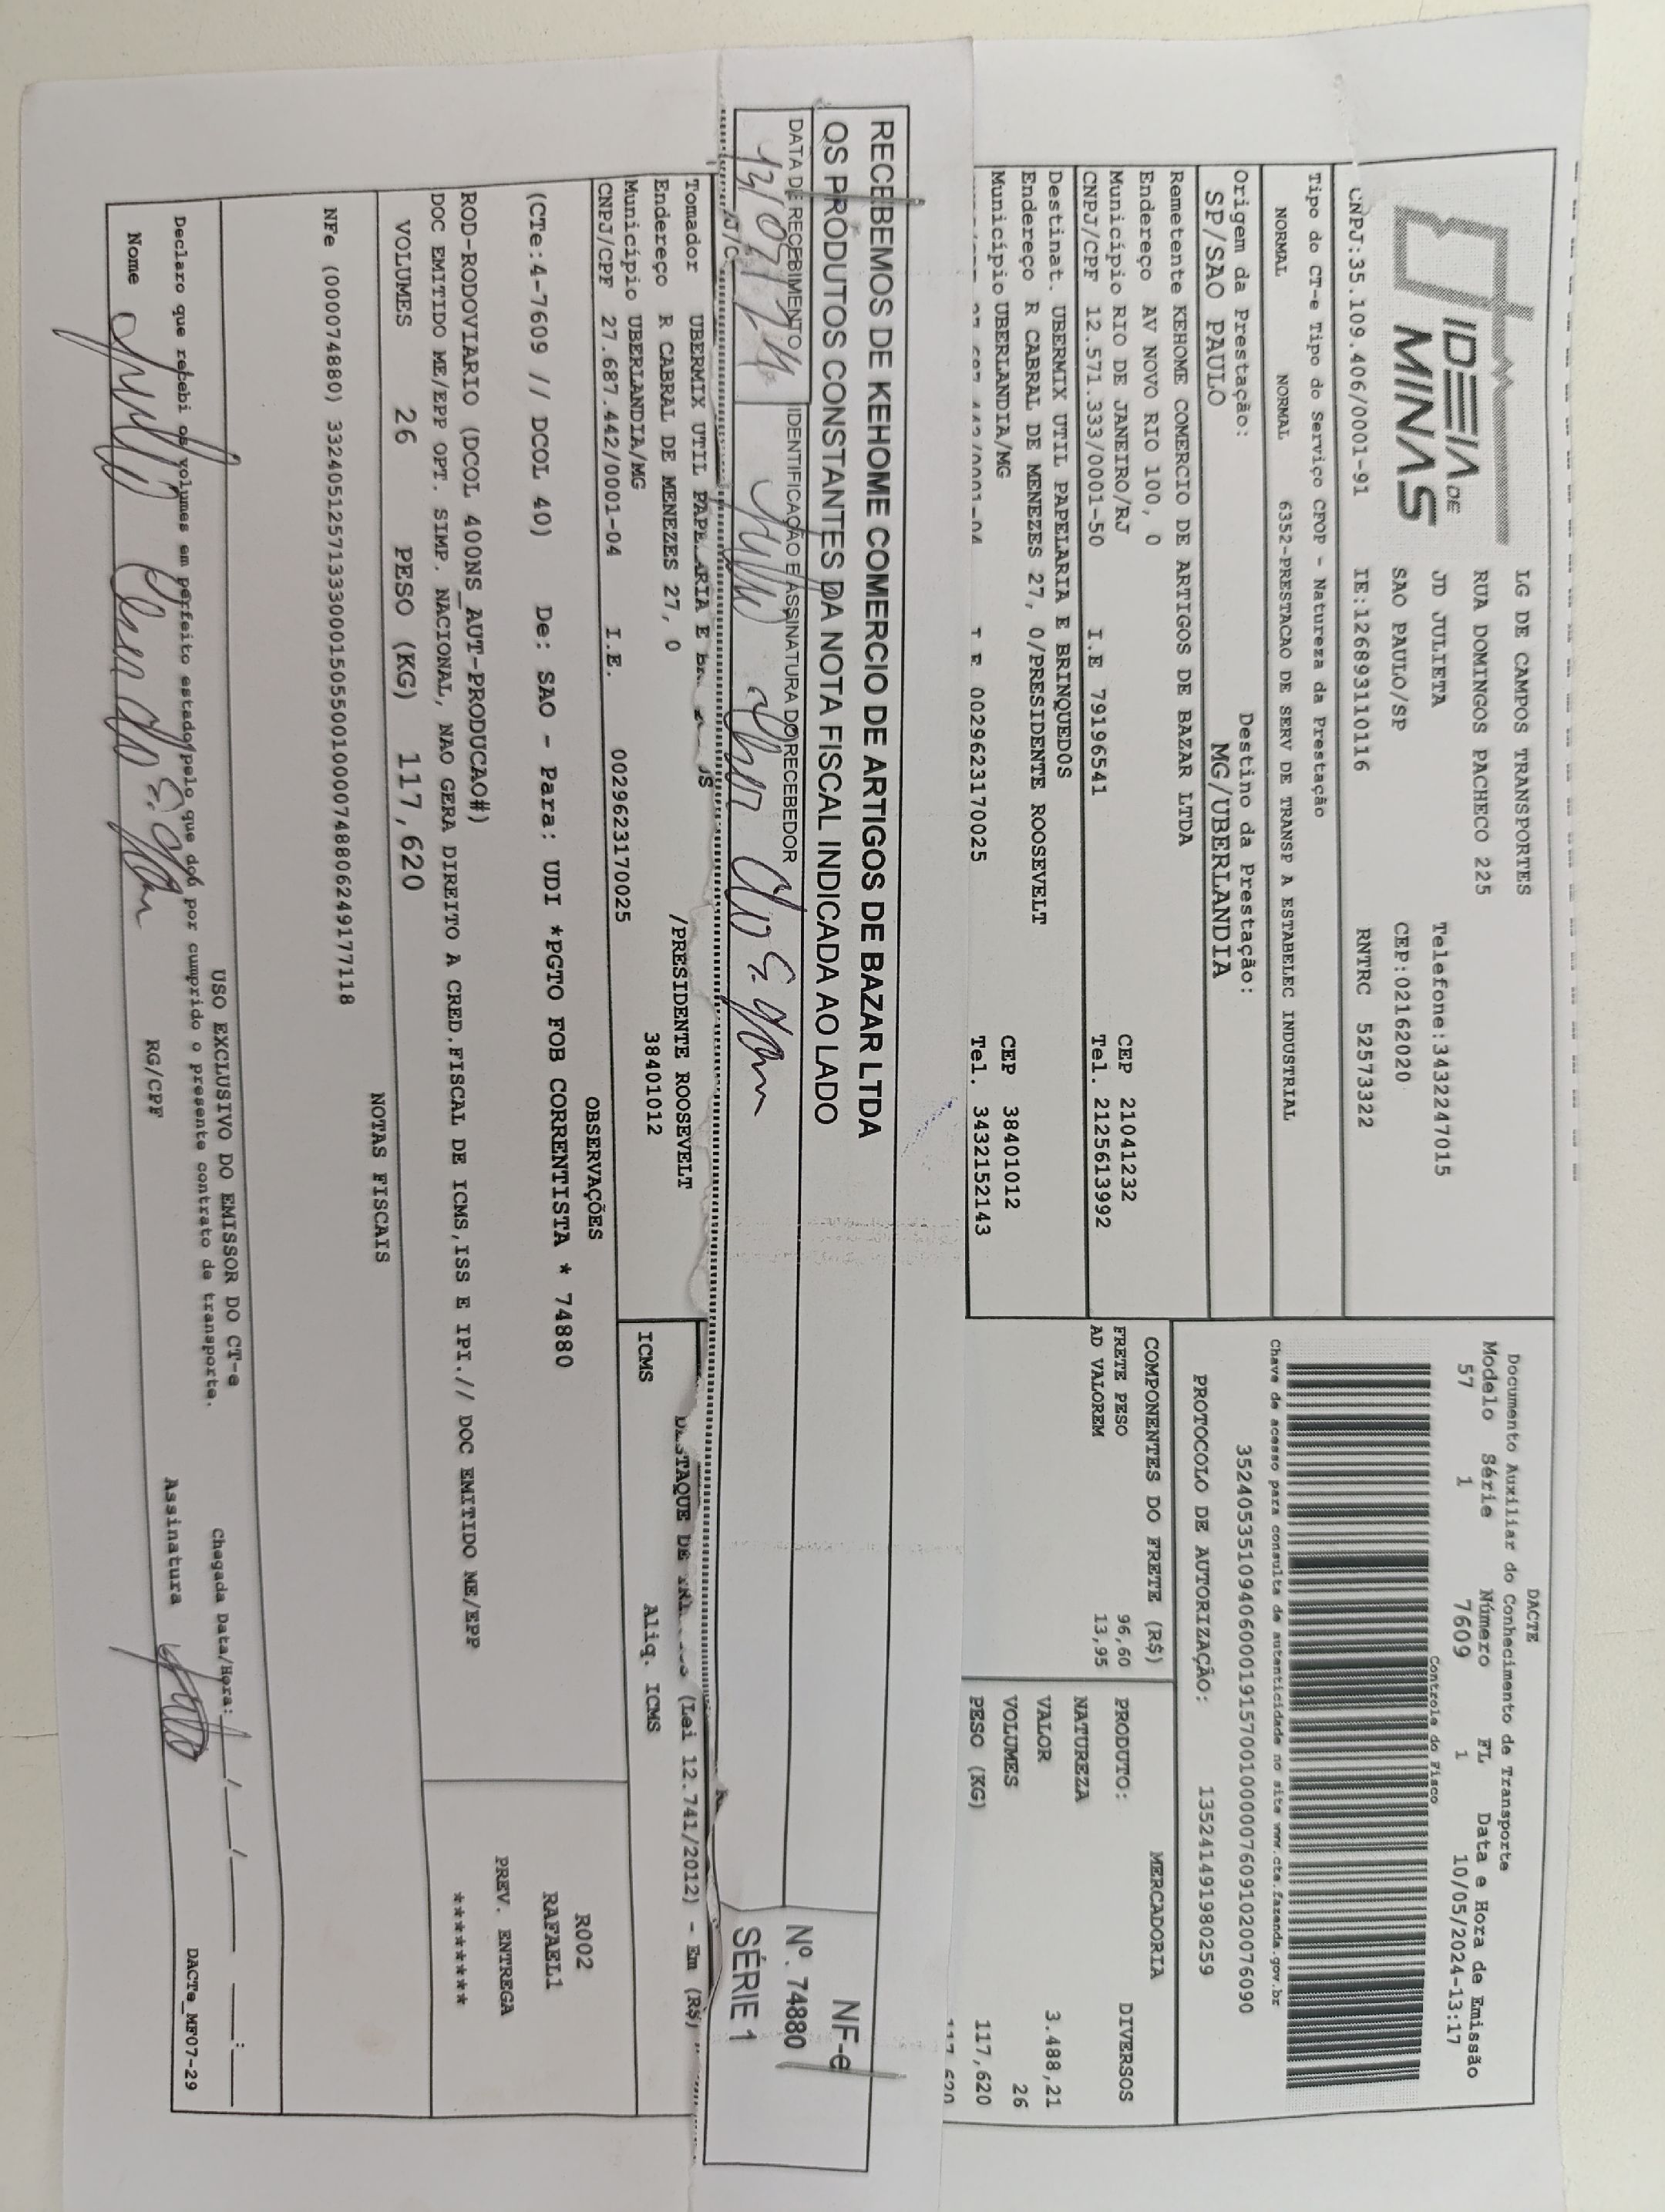 IDEIA DE
MINAS
LG DE CAMPOS TRANSPORTES
RUA DOMINGOS PACHECO 225
JD JULIETA Telefone:3432247015
SAO PAULO/SP CEP:02162020
CNPJ:35.109.406/0001-91 IE:126893110116 RNTRC 52573322
DACTE
Documento Auxiliar do Conhecimento de Transporte
Modelo Série Número FL Data e Hora de Emissão
57 1 7609 1 10/05/2024-13:17
Controle do Fisco
Chave de acesso para consulta de autenticidade no site www.cte.fazenda.gov.br
35240535109406000191570010000076091020076090
PROTOCOLO DE AUTORIZAÇÃO: 135241491980259
Tipo do CT-e Tipo do Serviço CFOP - Natureza da Prestação
NORMAL NORMAL 6352-PRESTACAO DE SERV DE TRANSP A ESTABELEC INDUSTRIAL
Origem da Prestação: Destino da Prestação:
SP/SAO PAULO MG/UBERLANDIA
Remetente KEHOME COMERCIO DE ARTIGOS DE BAZAR LTDA
Endereço AV NOVO RIO 100, 0
Município RIO DE JANEIRO/RJ CEP 21041232
CNPJ/CPF 12.571.333/0001-50 I.E 79196541 Tel. 2125613992
Destinat. UBERMIX UTIL PAPELARIA E BRINQUEDOS
Endereço R CABRAL DE MENEZES 27, 0/PRESIDENTE ROOSEVELT
Município UBERLANDIA/MG CEP 38401012
0029623170025 Tel. 3432152143
COMPONENTES DO FRETE (R$)
FRETE PESO 96,60
AD VALOREM 13,95
MERCADORIA
PRODUTO: DIVERSOS
NATUREZA
VALOR 3.488,21
VOLUMES 26
PESO (KG) 117,620
RECEBEMOS DE KEHOME COMERCIO DE ARTIGOS DE BAZAR LTDA
OS PRODUTOS CONSTANTES DA NOTA FISCAL INDICADA AO LADO
DATA DE RECEBIMENTO IDENTIFICAÇÃO E ASSINATURA DO RECEBEDOR
NF-e
Nº. 74880
SÉRIE 1
Tomador UBERMIX UTIL PAPELARIA E
Endereço R CABRAL DE MENEZES 27, 0 /PRESIDENTE ROOSEVELT
Município UBERLANDIA/MG 38401012
CNPJ/CPF 27.687.442/0001-04 I.E. 0029623170025
DESTAQUE DE (Lei 12.741/2012) - Em (R$)
ICMS Aliq. ICMS
OBSERVAÇÕES
(CTe:4-7609 // DCOL 40) De: SAO - Para: UDI *PGTO FOB CORRENTISTA * 74880
ROD-RODOVIARIO (DCOL 400NS_AUT-PRODUCAO#)
DOC EMITIDO ME/EPP OPT. SIMP. NACIONAL, NAO GERA DIREITO A CRED.FISCAL DE ICMS,ISS E IPI.// DOC EMITIDO ME/EPP
R002
RAFAEL1
PREV. ENTREGA
********
VOLUMES 26 PESO (KG) 117,620
NOTAS FISCAIS
NFe (000074880) 33240512571333000150550010000748806249177118
USO EXCLUSIVO DO EMISSOR DO CT-e
Declaro que recebi os volumes em perfeito estado pelo que dou por cumprido o presente contrato de transporte.
Chegada Data/Hora: __/__/____ __:__
Nome RG/CPF Assinatura
DACTe_MF07-29